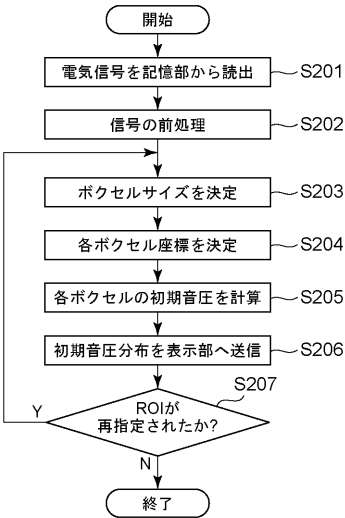 開始
電気信号を記憶部から読出
S201
信号の前処理
S202
ボクセルサイズを決定
S203
各ボクセル座標を決定
S204
各ボクセルの初期音圧を計算
S205
初期音圧分布を表示部へ送信
S206
S207
ROIが
再指定されたか?
Y
N
終了